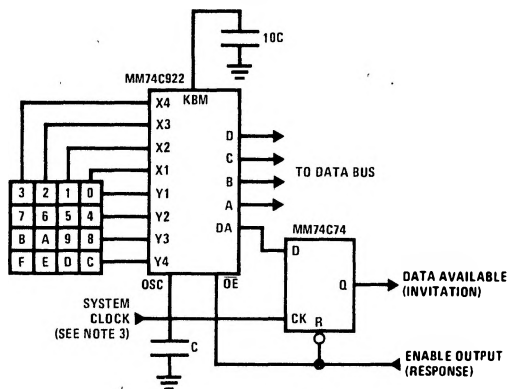 10C
MM74C922
KBM
X4
X3
X2
X1
Y1
Y2
Y3
Y4
D
C
B
A
DA
TO DATA BUS
3 2 1 0
7 6 5 4
B A 9 8
F E D C
OSC
OE
MM74C74
D
Q
CK
R
DATA AVAILABLE
(INVITATION)
SYSTEM
CLOCK
(SEE NOTE 3)
C
ENABLE OUTPUT
(RESPONSE)